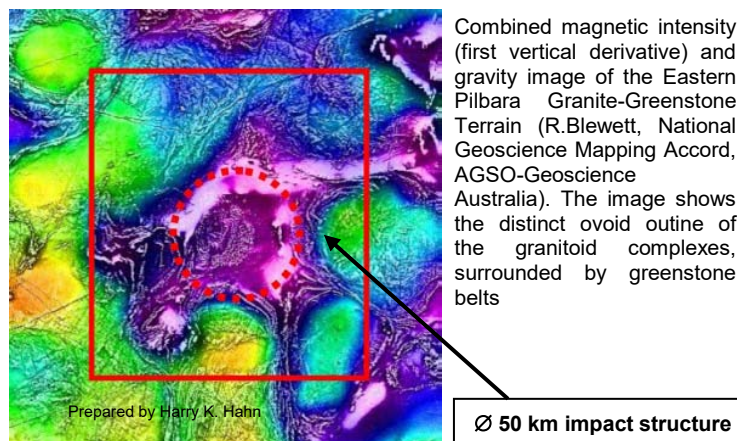 Combined magnetic intensity
(first vertical derivative) and
gravity image of the Eastern
Pilbara Granite-Greenstone
Terrain (R.Blewett, National
Geoscience Mapping Accord,
AGSO-Geoscience
Australia). The image shows
the distinct ovoid outine of
the granitoid complexes,
surrounded by greenstone
belts
Prepared by Harry K. Hahn
∅ 50 km impact structure